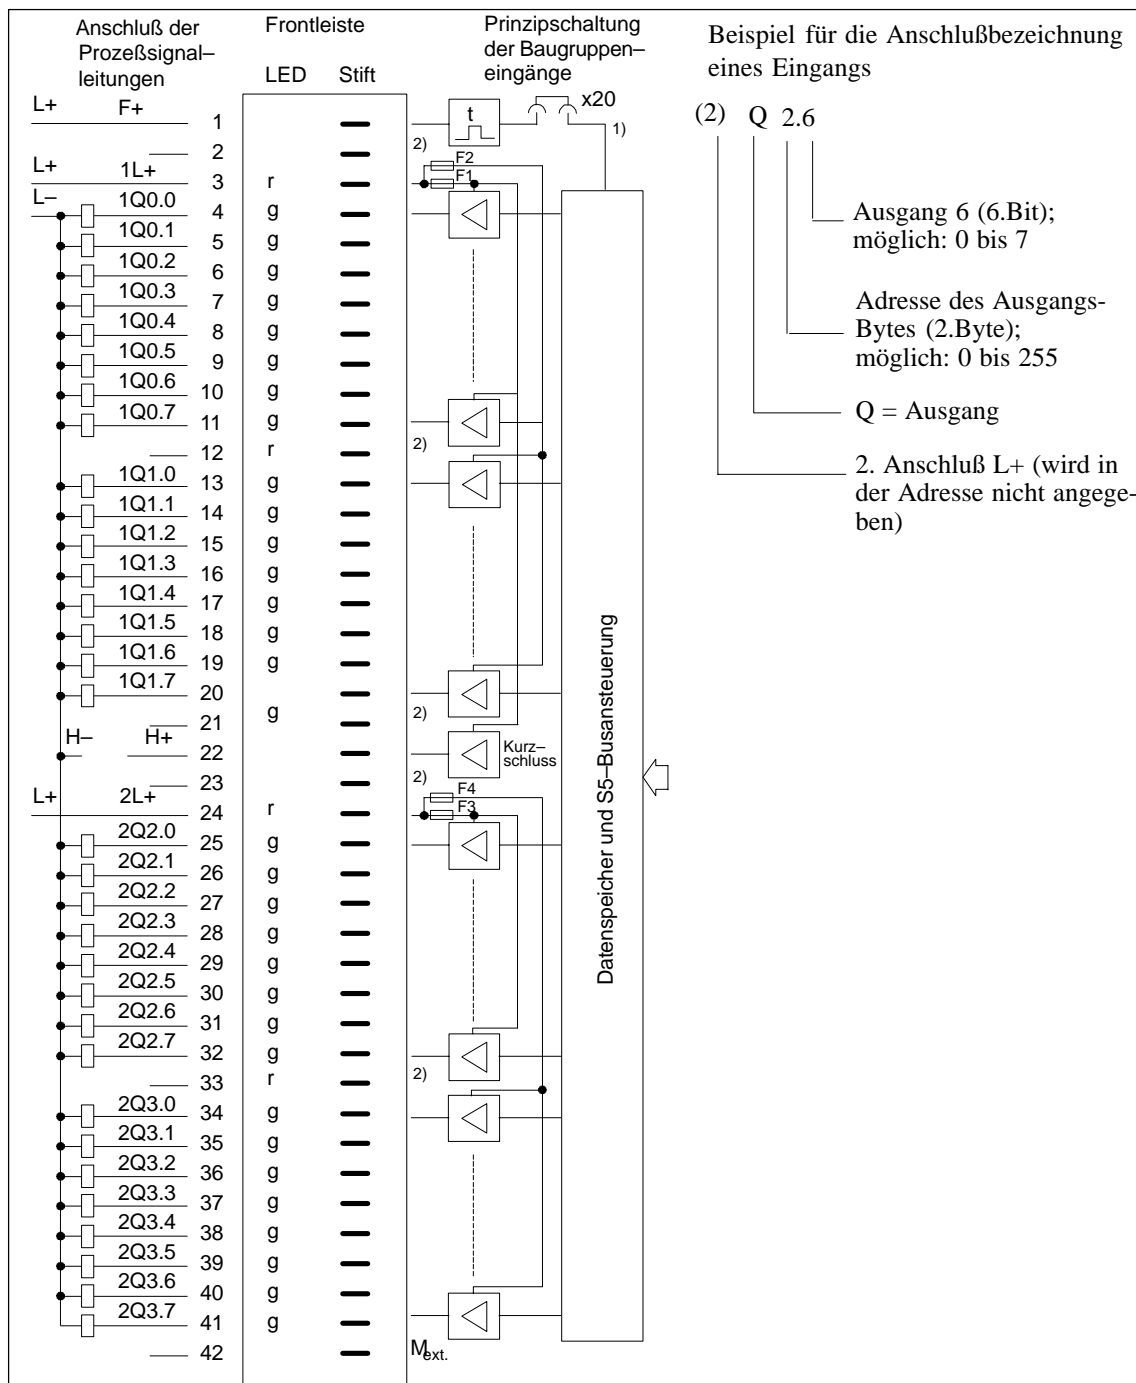 Anschluß der
Prozeßsignal–
leitungen
Frontleiste
LED Stift
Prinzipschaltung
der Baugruppen–
eingänge
Beispiel für die Anschlußbezeichnung
eines Eingangs
(2) Q 2.6
Ausgang 6 (6.Bit);
möglich: 0 bis 7
Adresse des Ausgangs-
Bytes (2.Byte);
möglich: 0 bis 255
Q = Ausgang
2. Anschluß L+ (wird in
der Adresse nicht angege-
ben)
L+ F+ 1 t x20
2) 1)
2
F2
L+ 1L+ 3 r F1
L– 1Q0.0 4 g
1Q0.1 5 g
1Q0.2 6 g
1Q0.3 7 g
1Q0.4 8 g
1Q0.5 9 g
1Q0.6 10 g
1Q0.7 11 g
2)
12 r
1Q1.0 13 g
1Q1.1 14 g
1Q1.2 15 g
1Q1.3 16 g
1Q1.4 17 g
1Q1.5 18 g
1Q1.6 19 g
1Q1.7 20
2)
21 g
H– H+ 22 Kurz–
schluss
2)
23
F4
L+ 2L+ 24 r F3
2Q2.0 25 g
2Q2.1 26 g
2Q2.2 27 g
2Q2.3 28 g
2Q2.4 29 g
2Q2.5 30 g
2Q2.6 31 g
2Q2.7 32 g
2)
33 r
2Q3.0 34 g
2Q3.1 35 g
2Q3.2 36 g
2Q3.3 37 g
2Q3.4 38 g
2Q3.5 39 g
2Q3.6 40 g
2Q3.7 41 g
42 Mext.
Datenspeicher und S5–Busansteuerung